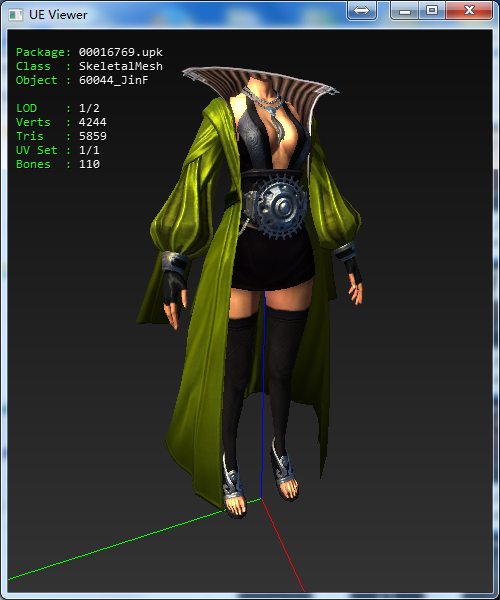 UE Viewer
Package: 00016769.upk
Class : SkeletalMesh
Object : 60044_JinF
LOD : 1/2
Verts : 4244
Tris : 5859
UV Set : 1/1
Bones : 110